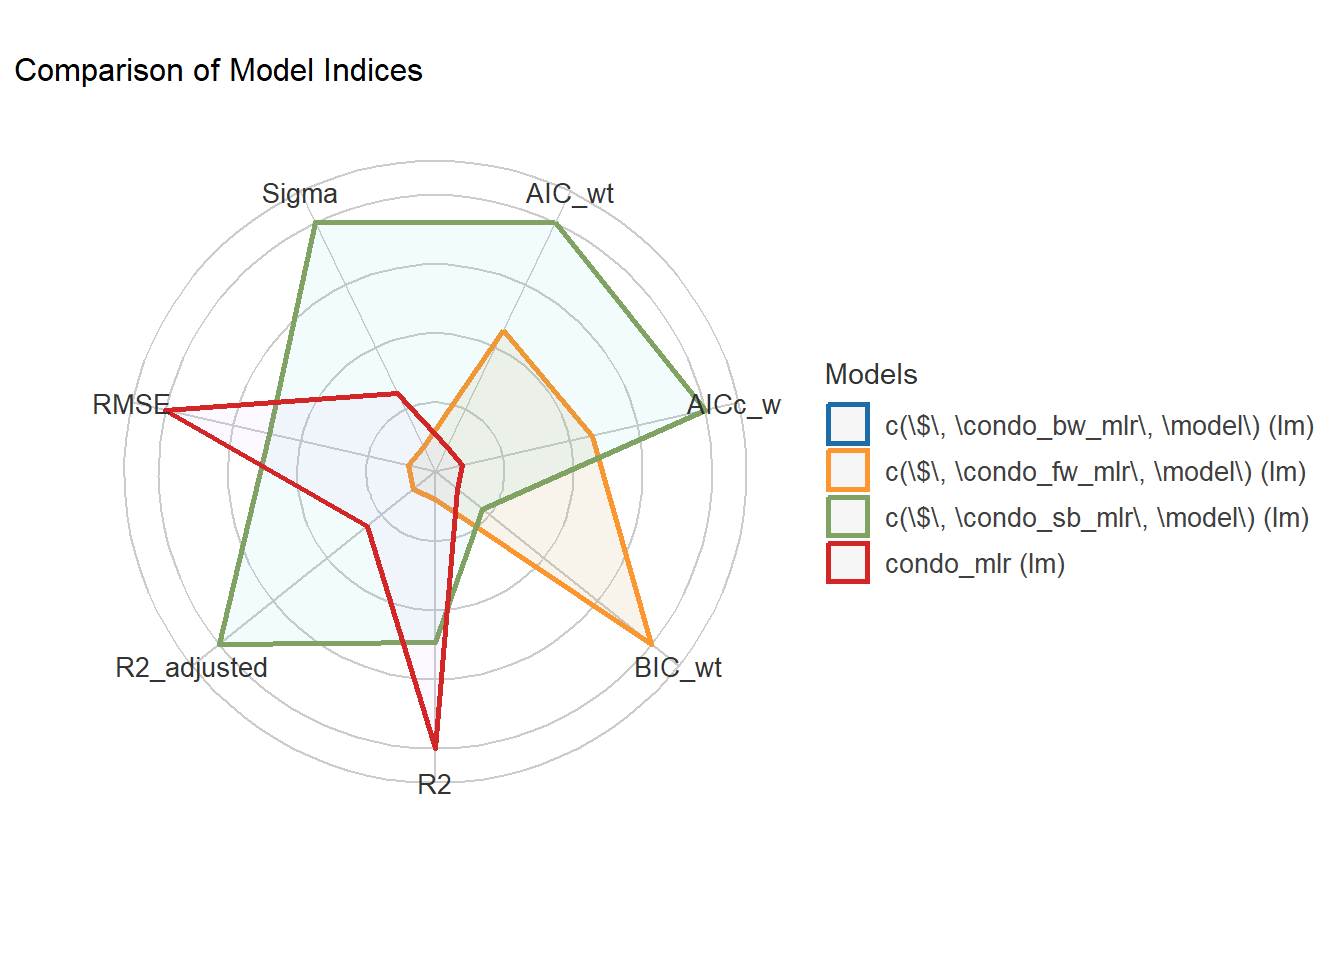 Comparison of Model Indices
Sigma
AIC_wt
RMSE
AICc_w
R2_adjusted
BIC_wt
R2
Models
c(\$\, \condo_bw_mlr\, \model\) (lm)
c(\$\, \condo_fw_mlr\, \model\) (lm)
c(\$\, \condo_sb_mlr\, \model\) (lm)
condo_mlr (lm)